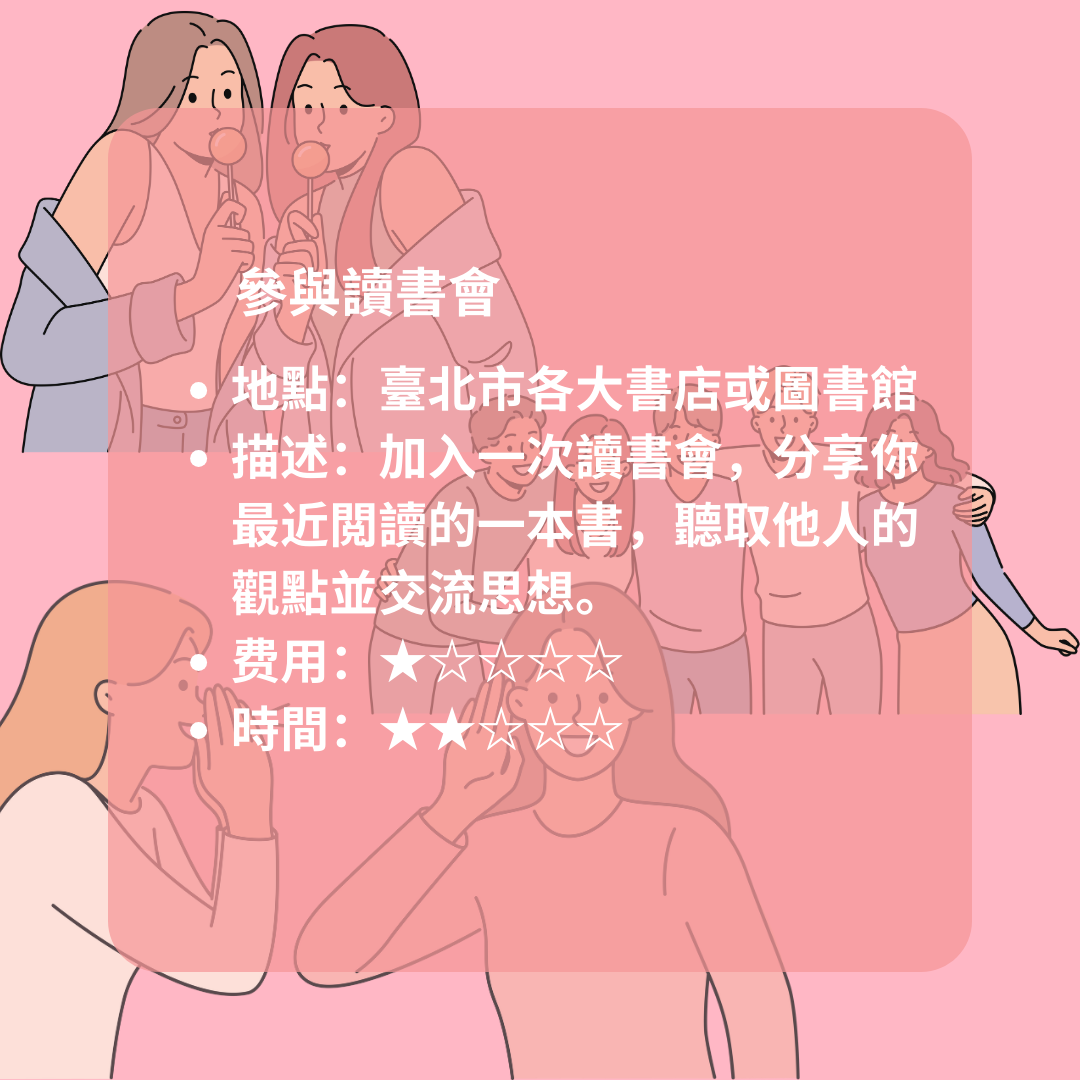 參與讀書會
• 地點：臺北市各大書店或圖書館
• 描述：加入一次讀書會，分享你
最近閱讀的一本書，聽取他人的
觀點並交流思想。
• 费用：★☆☆☆☆
• 時間：★★☆☆☆